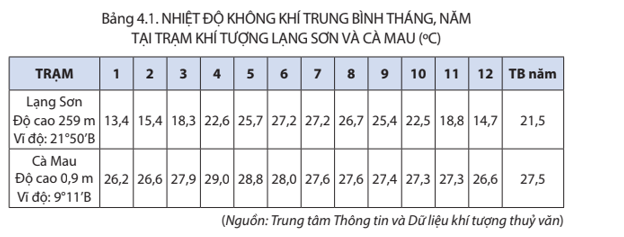 Bảng 4.1. NHIỆT ĐỘ KHÔNG KHÍ TRUNG BÌNH THÁNG, NĂM
TẠI TRẠM KHÍ TƯỢNG LẠNG SƠN VÀ CÀ MAU (ºC)
TRẠM 1 2 3 4 5 6 7 8 9 10 11 12 TB năm
Lạng Sơn
Độ cao 259 m 13,4 15,4 18,3 22,6 25,7 27,2 27,2 26,7 25,4 22,5 18,8 14,7 21,5
Vĩ độ: 21°50’B
Cà Mau
Độ cao 0,9 m 26,2 26,6 27,9 29,0 28,8 28,0 27,6 27,6 27,4 27,3 27,3 26,6 27,5
Vĩ độ: 9°11’B
(Nguồn: Trung tâm Thông tin và Dữ liệu khí tượng thuỷ văn)